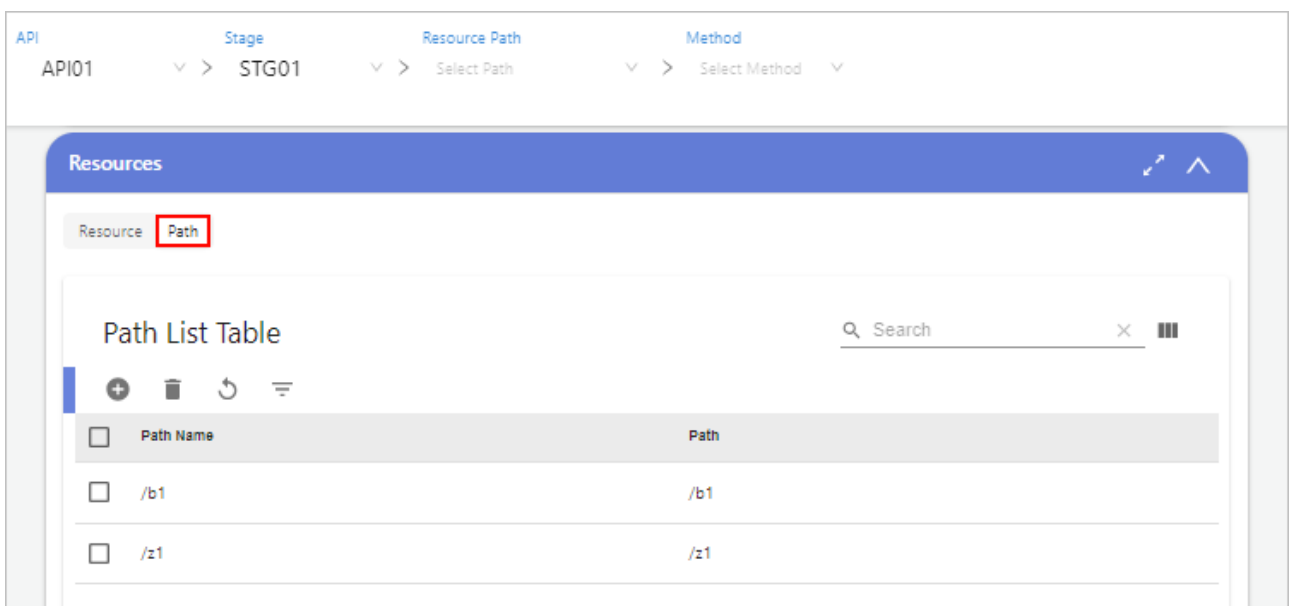 API Stage Resource Path Method
API01 > STG01 > Select Path > Select Method
Resources
Resource Path
Path List Table
Search
Path Name Path
/b1 /b1
/z1 /z1